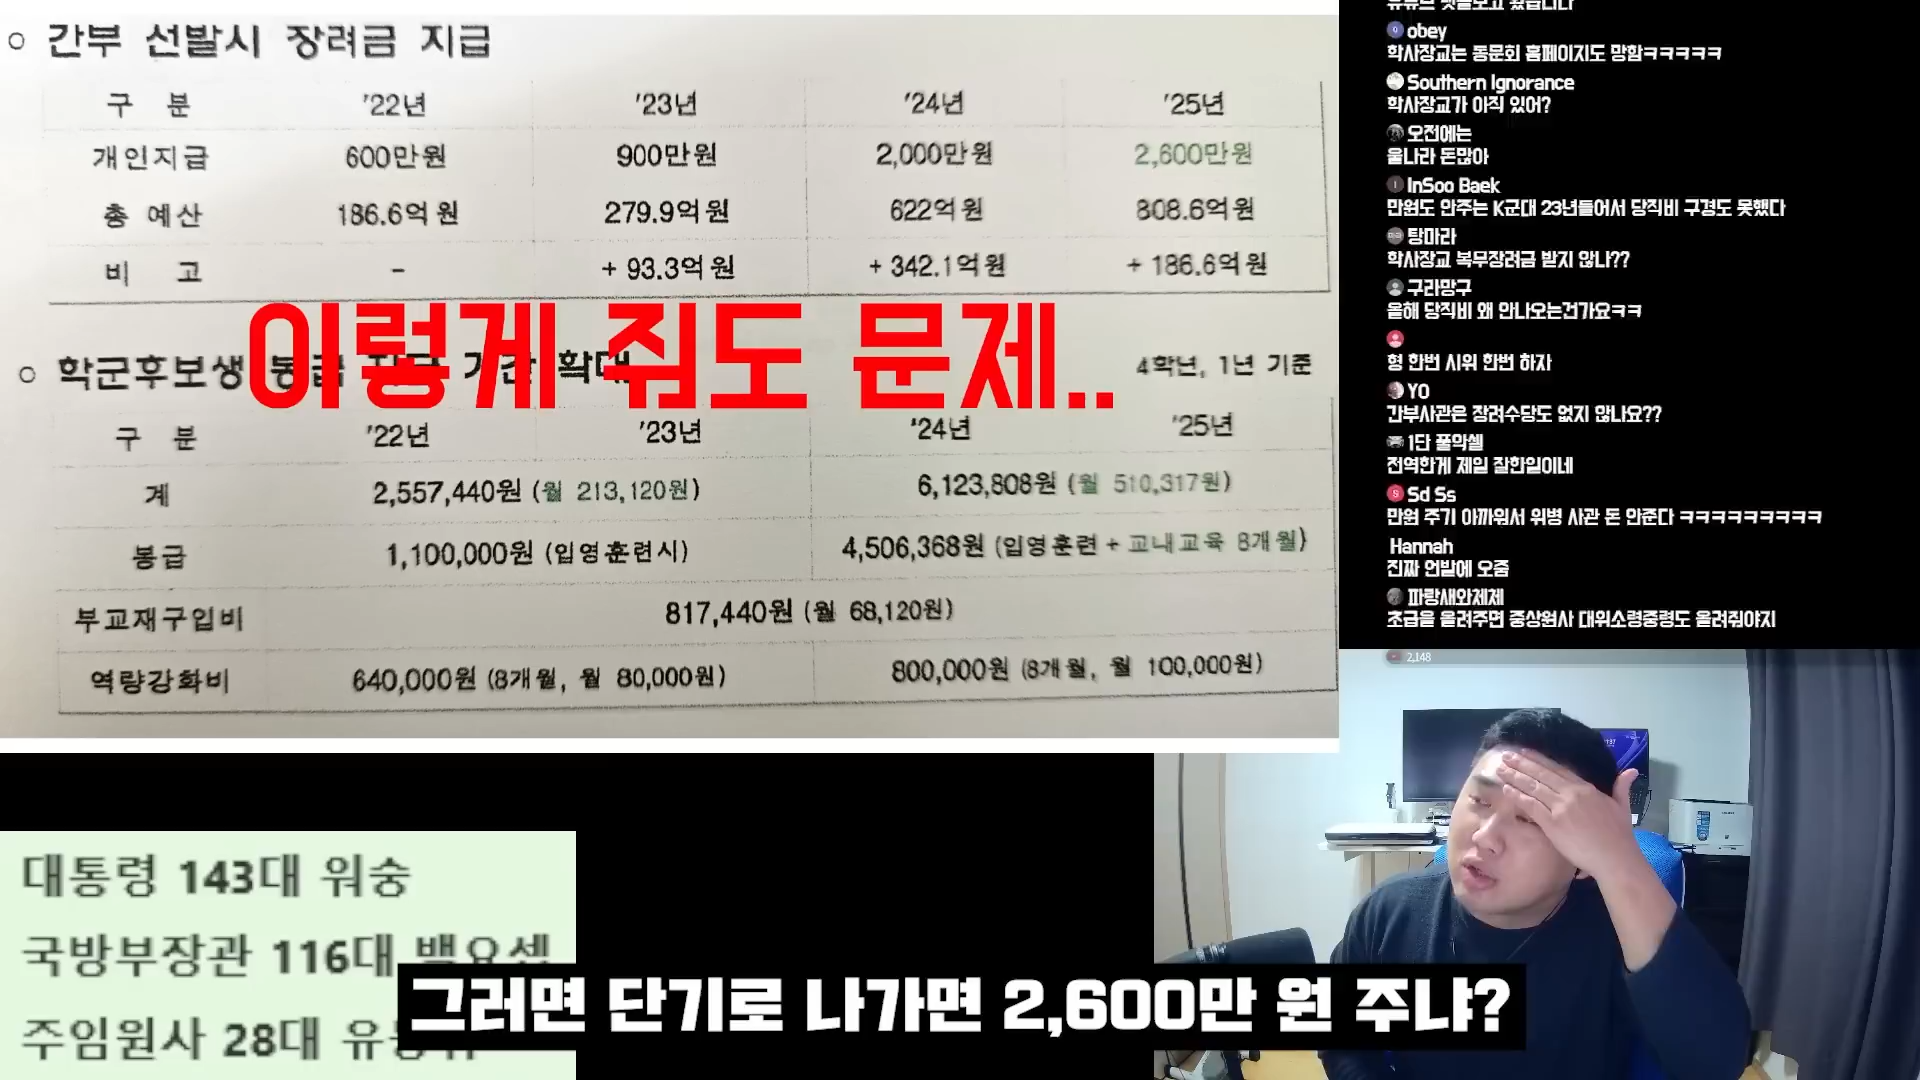 ○ 간부 선발시 장려금 지급
구 분 '22년 '23년 '24년 '25년
개인지급 600만원 900만원 2,000만원 2,600만원
총 예산 186.6억원 279.9억원 622억원 808.6억원
비 고 - + 93.3억원 + 342.1억원 + 186.6억원
이렇게 줘도 문제..
○ 학군후보생 봉급 지급 기간 확대 4학년, 1년 기준
구 분 '22년 '23년 '24년 '25년
계 2,557,440원 (월 213,120원) 6,123,808원 (월 510,317원)
봉급 1,100,000원 (입영훈련시) 4,506,368원 (입영훈련 + 교내교육 8개월)
부교재구입비 817,440원 (월 68,120원)
역량강화비 640,000원 (8개월, 월 80,000원) 800,000원 (8개월, 월 100,000원)
obey
학사장교는 동문회 홈페이지도 망함ㅋㅋㅋㅋㅋ
Southern Ignorance
학사장교가 아직 있어?
오전에는
울나라 돈많아
InSoo Baek
만원도 안주는 K군대 23년들어서 당직비 구경도 못했다
탕마라
학사장교 복무장려금 받지 않나??
구라망구
올해 당직비 왜 안나오는건가요ㅋㅋ
형 한번 시위 한번 하자
YO
간부사관은 장려수당도 없지 않나요??
1단 풀악셀
전역한게 제일 잘한일이네
Sd Ss
만원 주기 아까워서 위병 사관 돈 안준다 ㅋㅋㅋㅋㅋㅋㅋㅋㅋ
Hannah
진짜 언발에 오줌
파랑새와제제
초급을 올려주면 중상원사 대위소령중령도 올려줘야지
2,148
대통령 143대 워숭
국방부장관 116대 백요셉
주임원사 28대
그러면 단기로 나가면 2,600만 원 주냐?